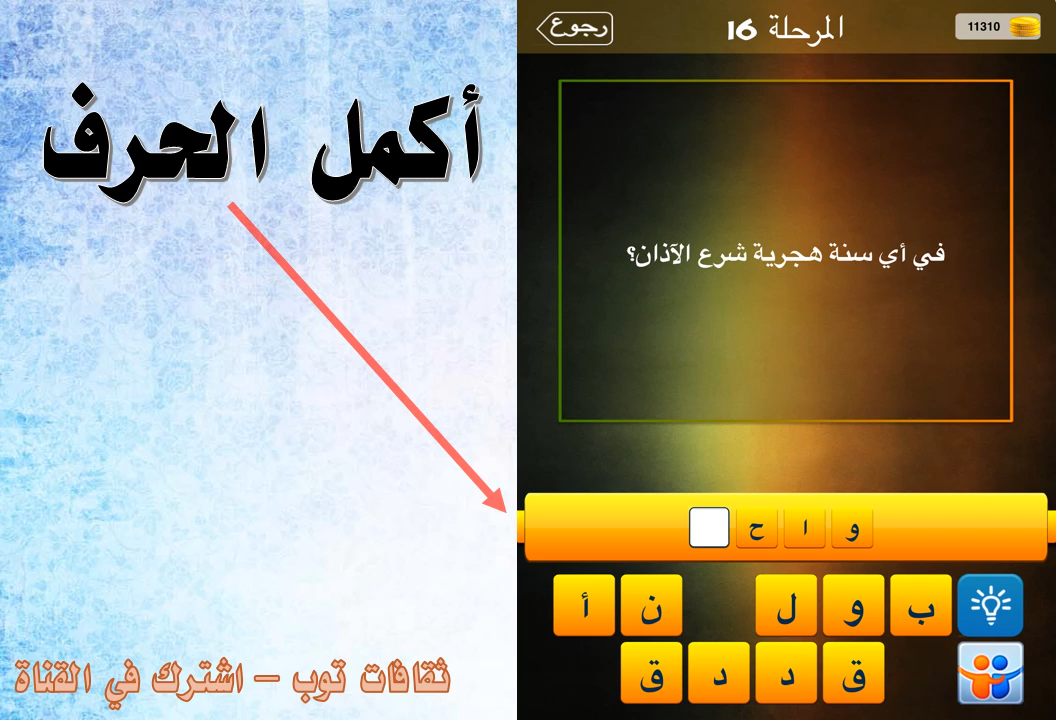 أكمل الحرف
ثقافات توب – اشترك في القناة
رجوع
المرحلة 16
11310
في أي سنة هجرية شرع الآذان؟
و ا ح
ب و ل ن أ
ق د د ق